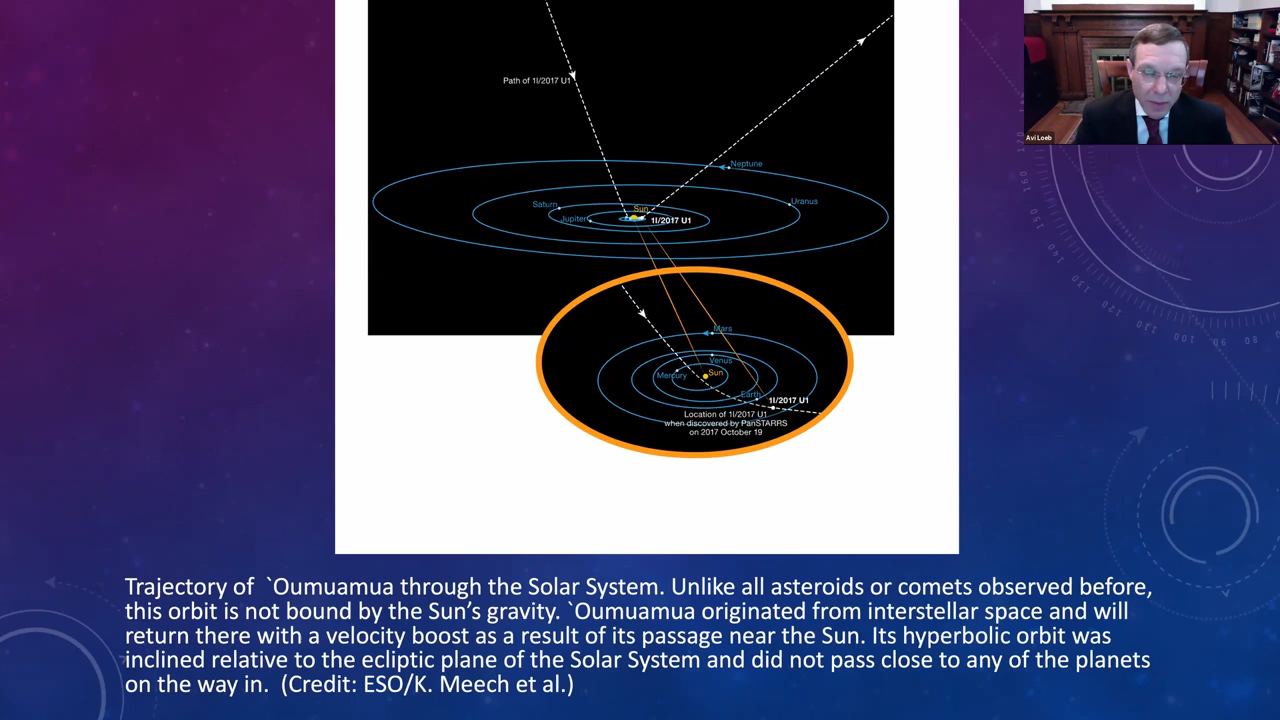 Path of 1I/2017 U1
Neptune
Saturn
Sun
Uranus
Jupiter
1I/2017 U1
Mars
Venus
Mercury
Sun
Earth
1I/2017 U1
Location of 1I/2017 U1
when discovered by PanSTARRS
on 2017 October 19
Avi Loeb
Trajectory of `Oumuamua through the Solar System. Unlike all asteroids or comets observed before,
this orbit is not bound by the Sun’s gravity. `Oumuamua originated from interstellar space and will
return there with a velocity boost as a result of its passage near the Sun. Its hyperbolic orbit was
inclined relative to the ecliptic plane of the Solar System and did not pass close to any of the planets
on the way in. (Credit: ESO/K. Meech et al.)